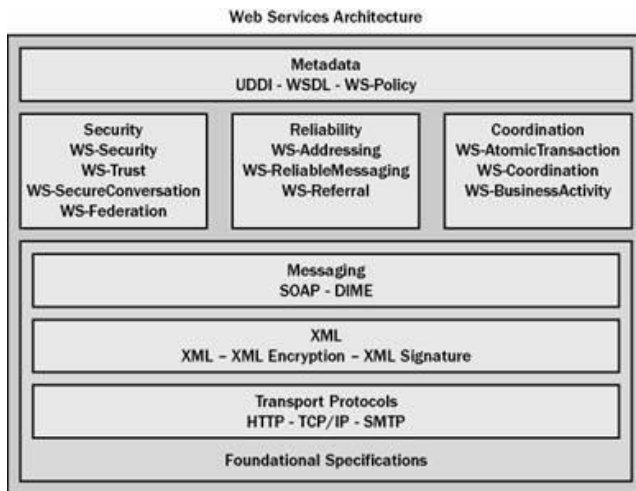 Web Services Architecture
Metadata
UDDI - WSDL - WS-Policy
Security
WS-Security
WS-Trust
WS-SecureConversation
WS-Federation
Reliability
WS-Addressing
WS-ReliableMessaging
WS-Referral
Coordination
WS-AtomicTransaction
WS-Coordination
WS-BusinessActivity
Messaging
SOAP - DIME
XML
XML – XML Encryption – XML Signature
Transport Protocols
HTTP - TCP/IP - SMTP
Foundational Specifications